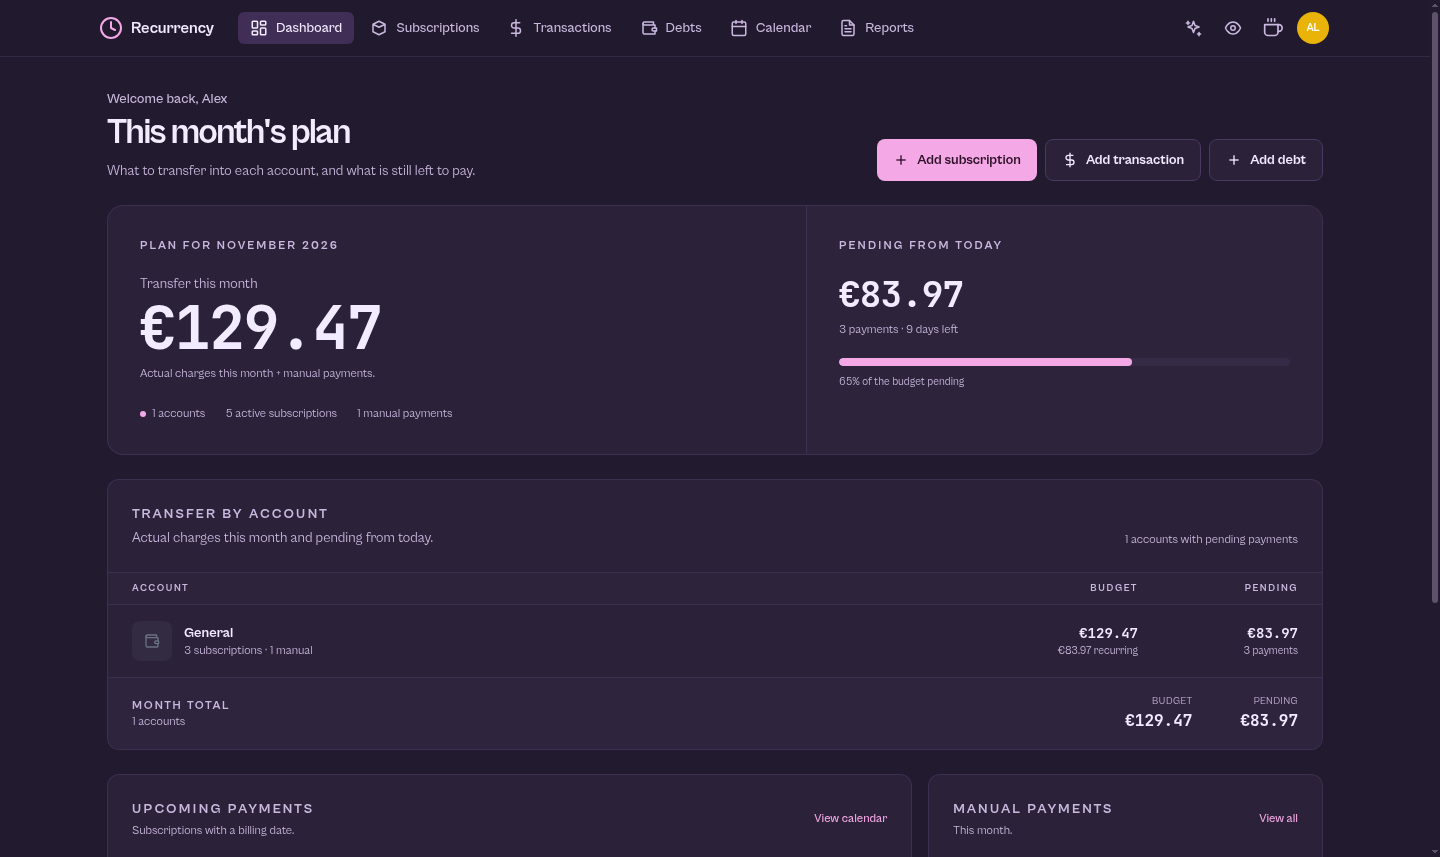 Recurrency
Dashboard
Subscriptions
Transactions
Debts
Calendar
Reports
AL
Welcome back, Alex
This month's plan
What to transfer into each account, and what is still left to pay.
Add subscription
Add transaction
Add debt
PLAN FOR NOVEMBER 2026
Transfer this month
€129.47
Actual charges this month + manual payments.
1 accounts
5 active subscriptions
1 manual payments
PENDING FROM TODAY
€83.97
3 payments · 9 days left
65% of the budget pending
TRANSFER BY ACCOUNT
Actual charges this month and pending from today.
1 accounts with pending payments
ACCOUNT
BUDGET
PENDING
General
3 subscriptions · 1 manual
€129.47
€83.97 recurring
€83.97
3 payments
MONTH TOTAL
1 accounts
BUDGET
€129.47
PENDING
€83.97
UPCOMING PAYMENTS
Subscriptions with a billing date.
View calendar
MANUAL PAYMENTS
This month.
View all